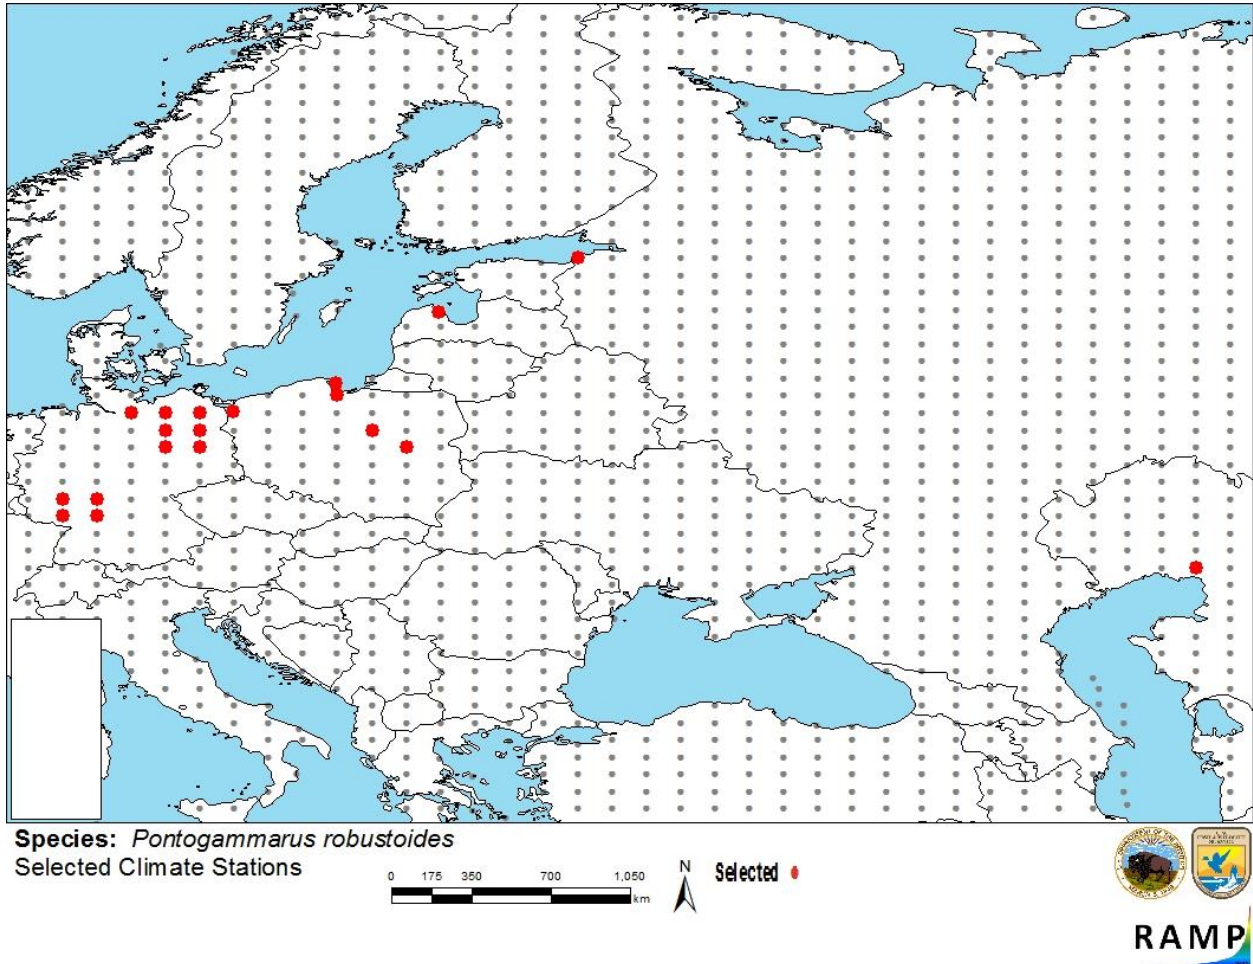 Species: Pontogammarus robustoides
Selected Climate Stations
0 175 350 700 1,050
km
N
Selected
RAMP